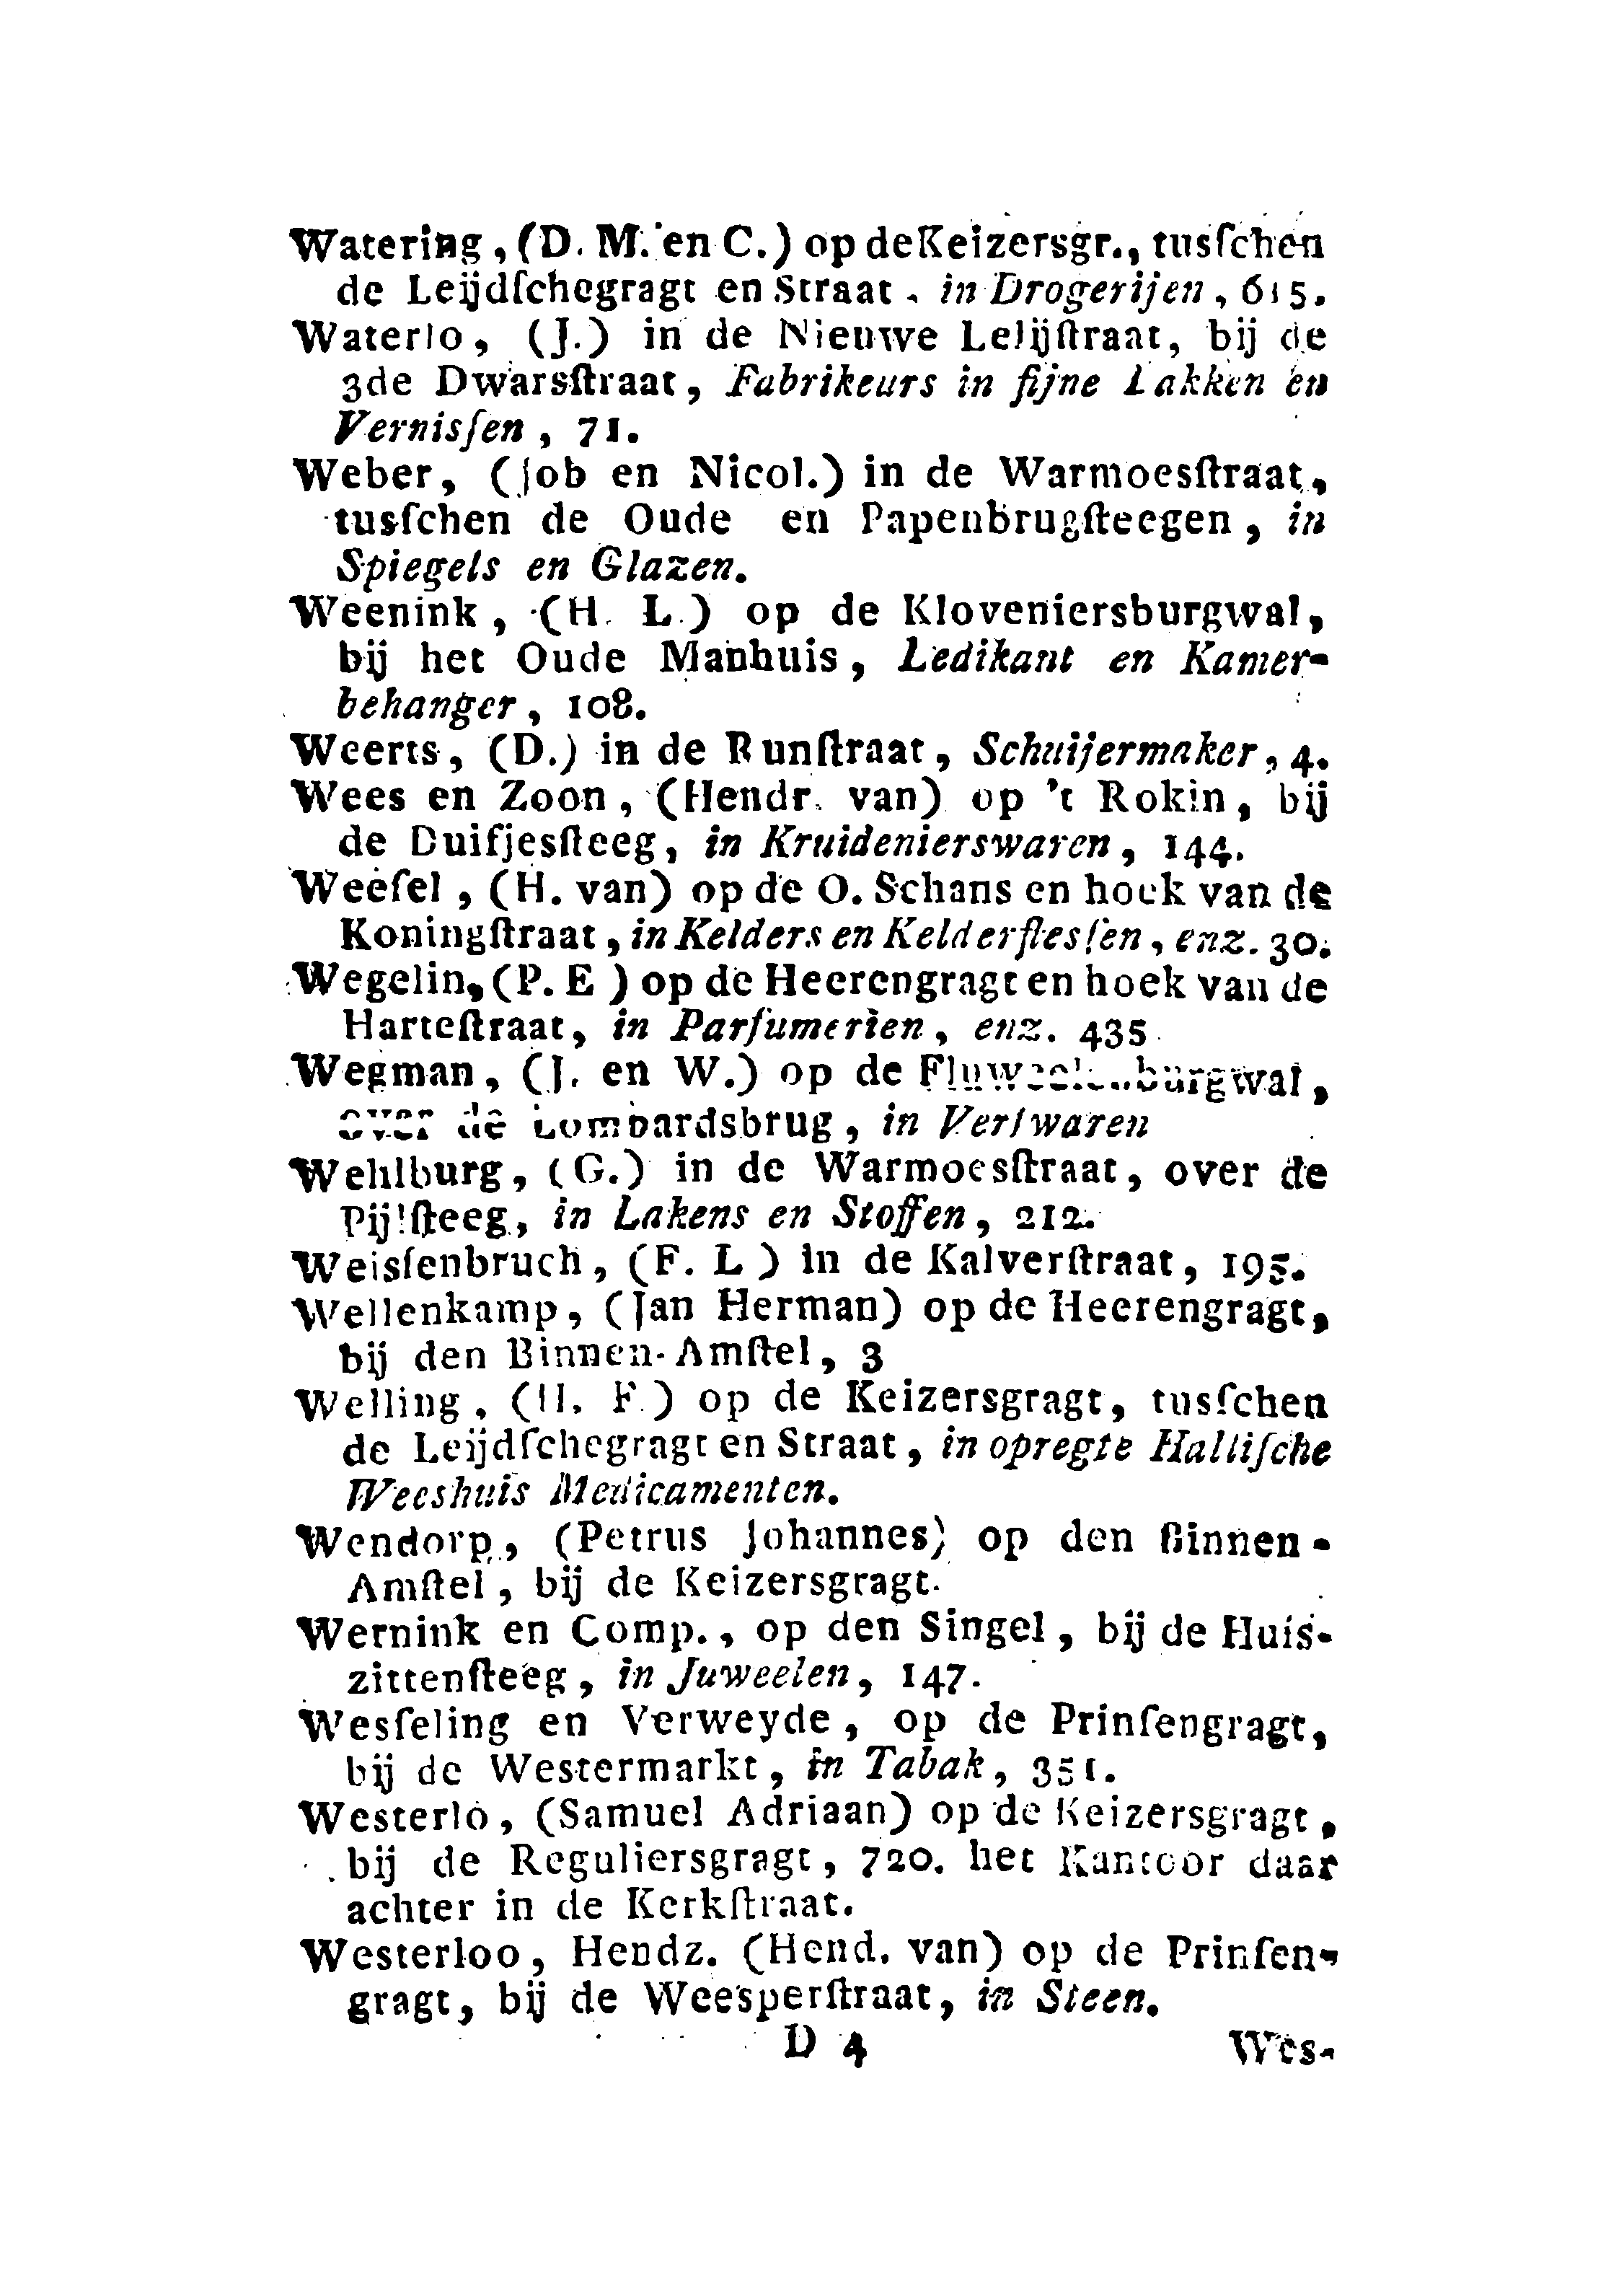 Watering, (D. M. en C.) op de Keizersgr., tusſchen
de Leijdſchegragt en Straat, in Drogerijen, 615.
Waterlo, (J.) in de Nieuwe Lelijſtraat, bij de
3de Dwarsſtraat, Fabrikeurs in fijne Lakken en
Vernisſen, 71.
Weber, (Job en Nicol.) in de Warmoesſtraat,
tusſchen de Oude en Papenbrugſteegen, in
Spiegels en Glazen.
Weenink, (H. L.) op de Kloveniersburgwal,
bij het Oude Manhuis, Ledikant en Kamer-
behanger, 108.
Weerts, (D.) in de Runſtraat, Schuijermaker, 4.
Wees en Zoon, (Hendr. van) op 't Rokin, bij
de Duifjesſteeg, in Kruidenierswaren, 144.
Weeſel, (H. van) op de O. Schans en hoek van de
Koningſtraat, in Kelders en Kelderflesſen, enz. 30.
Wegelin, (P. E) op de Heerengragt en hoek van de
Harteſtraat, in Parfumeriën, enz. 435.
Wegman, (J. en W.) op de Fluweelenburgwal,
over de Lombardsbrug, in Verfwaren
Wehlburg, (G.) in de Warmoesſtraat, over de
Pijlſteeg, in Lakens en Stoffen, 212.
Weisſenbruch, (F. L) in de Kalverſtraat, 195.
Wellenkamp, (Jan Herman) op de Heerengragt,
bij den Binnen-Amſtel, 3
Welling, (H. F.) op de Keizersgragt, tusſchen
de Leijdſchegragt en Straat, in opregte Halliſche
Weeshuis Medicamenten.
Wendorp, (Petrus Johannes) op den Binnen-
Amſtel, bij de Keizersgragt.
Wernink en Comp., op den Singel, bij de Huis-
zittenſteeg, in Juweelen, 147.
Wesſeling en Verweyde, op de Prinſengragt,
bij de Westermarkt, in Tabak, 351.
Westerlo, (Samuel Adriaan) op de Keizersgragt,
bij de Reguliersgragt, 720. het Kantoor daar
achter in de Kerkſtraat.
Westerloo, Hendz. (Hend. van) op de Prinſen-
gragt, bij de Weesperſtraat, in Steen.
D 4 Wes-